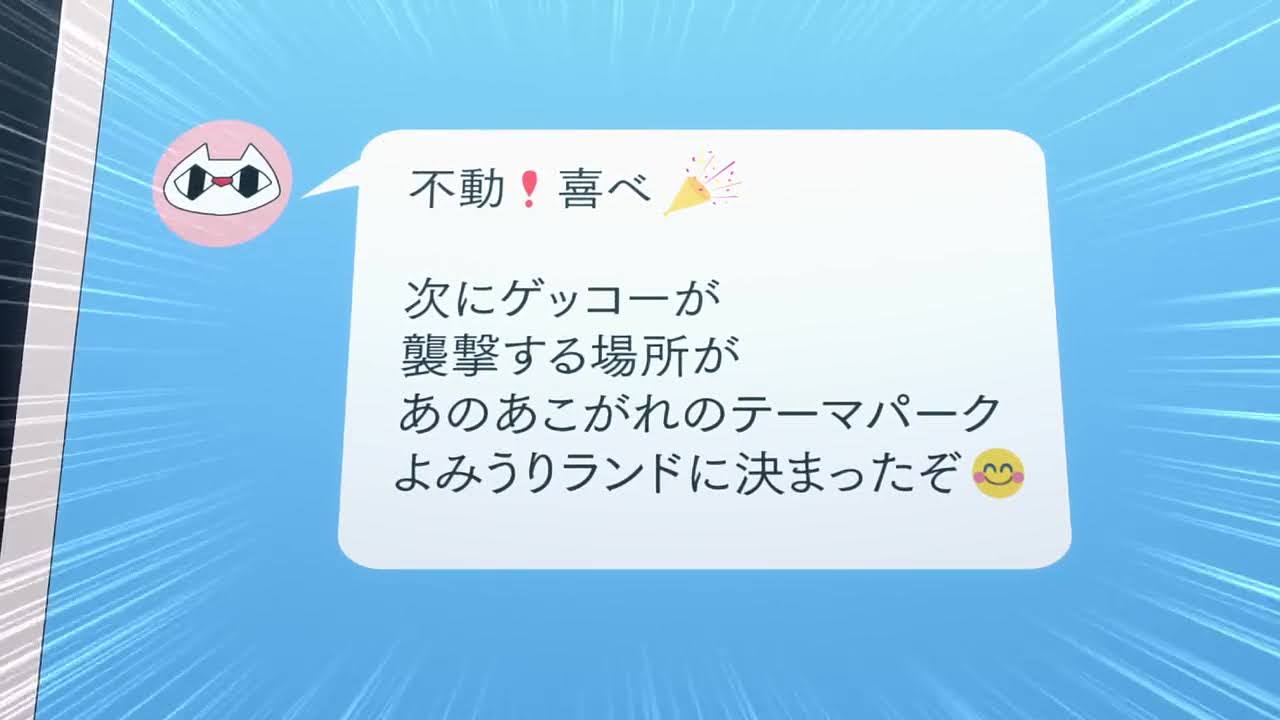 不動❗喜べ🎉
次にゲッコーが
襲撃する場所が
あのあこがれのテーマパーク
よみうりランドに決まったぞ😊